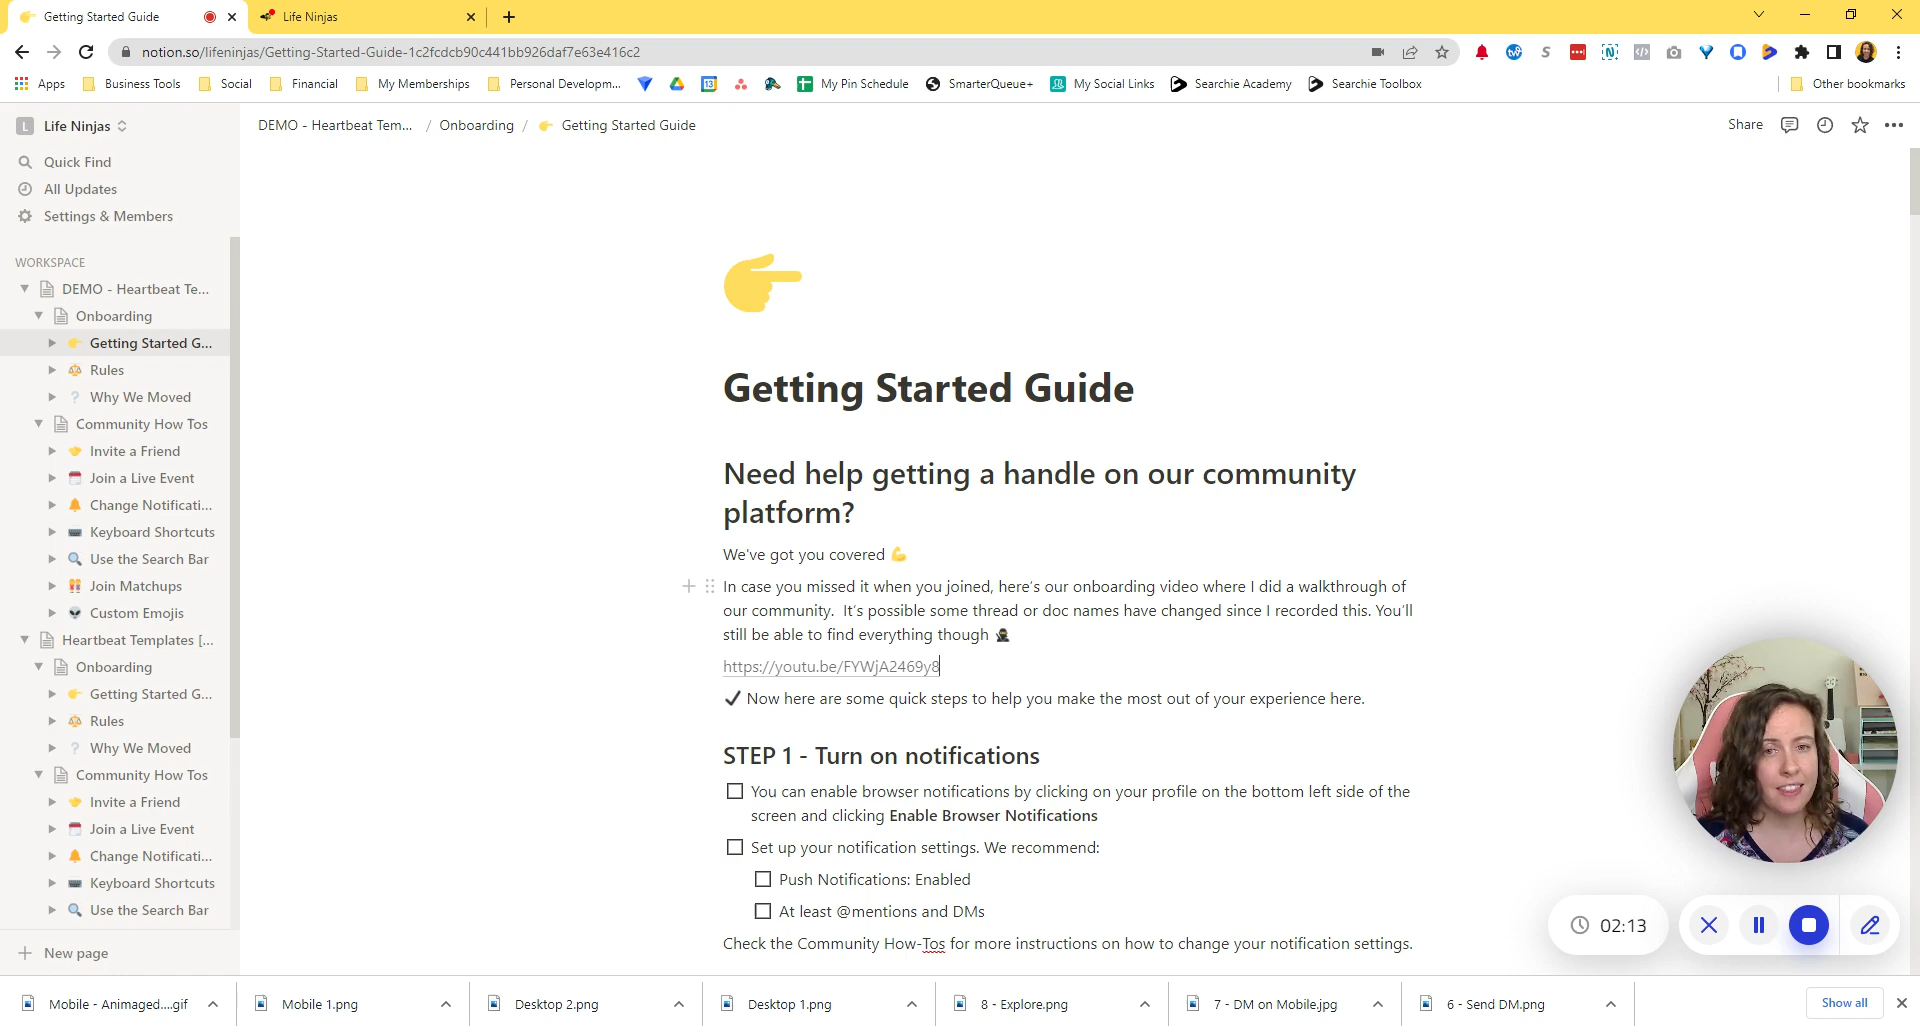 Getting Started Guide
Life Ninjas
notion.so/lifeninjas/Getting-Started-Guide-1c2fcdcb90c441bb926daf7e63e416c2
Apps
Business Tools
Social
Financial
My Memberships
Personal Developm...
My Pin Schedule
SmarterQueue+
My Social Links
Searchie Academy
Searchie Toolbox
Other bookmarks
L Life Ninjas
Quick Find
All Updates
Settings & Members
WORKSPACE
DEMO - Heartbeat Te...
Onboarding
Getting Started G...
Rules
Why We Moved
Community How Tos
Invite a Friend
Join a Live Event
Change Notificati...
Keyboard Shortcuts
Use the Search Bar
Join Matchups
Custom Emojis
Heartbeat Templates [...
Onboarding
Getting Started G...
Rules
Why We Moved
Community How Tos
Invite a Friend
Join a Live Event
Change Notificati...
Keyboard Shortcuts
Use the Search Bar
New page
DEMO - Heartbeat Tem... / Onboarding / Getting Started Guide
Share
Getting Started Guide
Need help getting a handle on our community
platform?
We've got you covered 💪
In case you missed it when you joined, here's our onboarding video where I did a walkthrough of
our community.  It's possible some thread or doc names have changed since I recorded this. You'll
still be able to find everything though 🥷
https://youtu.be/FYWjA2469y8
✔ Now here are some quick steps to help you make the most out of your experience here.
STEP 1 - Turn on notifications
You can enable browser notifications by clicking on your profile on the bottom left side of the
screen and clicking Enable Browser Notifications
Set up your notification settings. We recommend:
Push Notifications: Enabled
At least @mentions and DMs
Check the Community How-Tos for more instructions on how to change your notification settings.
02:13
Mobile - Animaged....gif
Mobile 1.png
Desktop 2.png
Desktop 1.png
8 - Explore.png
7 - DM on Mobile.jpg
6 - Send DM.png
Show all